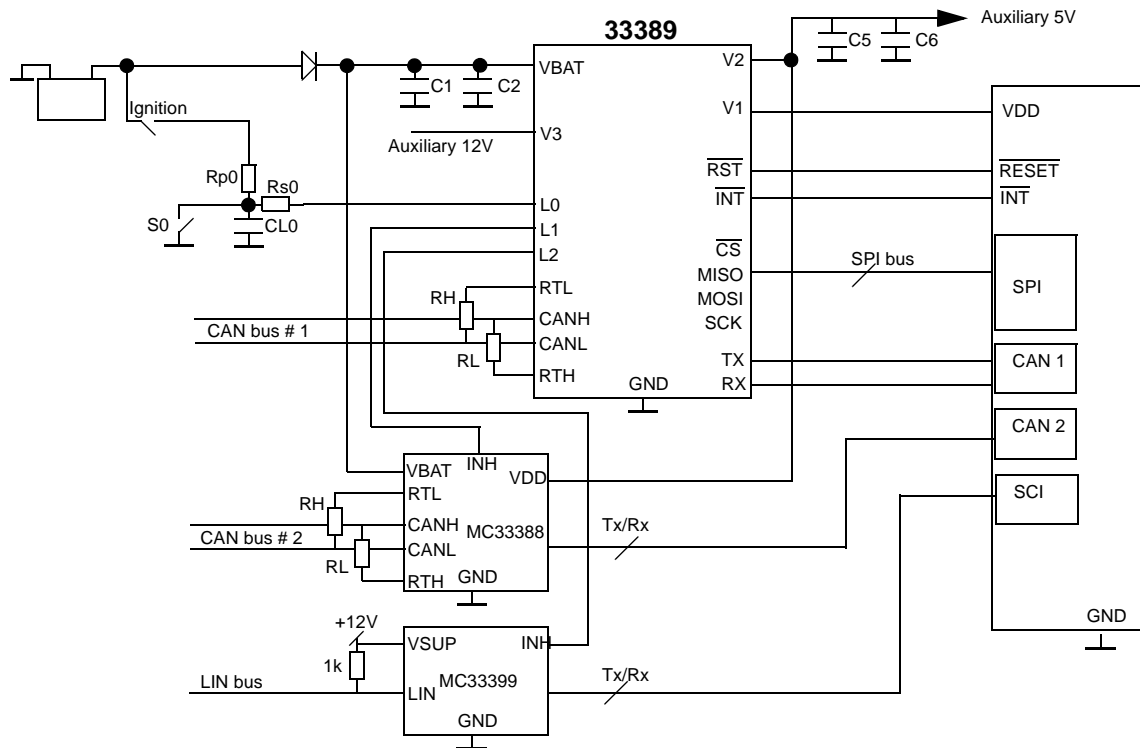 33389
Auxiliary 5V
C5
C6
V2
VBAT
C1
C2
Ignition
V1
VDD
Auxiliary 12V
V3
RST
RESET
INT
INT
Rp0
Rs0
S0
CL0
L0
L1
L2
CS
MISO
MOSI
SCK
SPI bus
SPI
RTL
CANH
CANL
RTH
RH
RL
CAN bus # 1
TX
RX
GND
CAN 1
CAN 2
SCI
VBAT
INH
VDD
RTL
RH
CANH
CANL
RTH
MC33388
CAN bus # 2
RL
GND
Tx/Rx
GND
+12V
VSUP
INH
1k
MC33399
LIN bus
LIN
Tx/Rx
GND